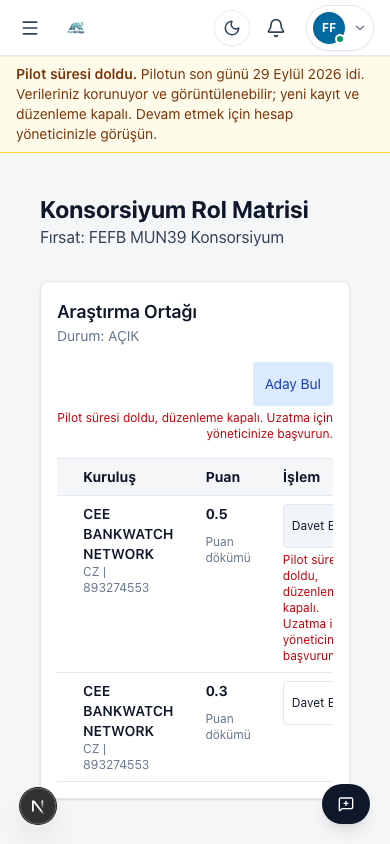 FF
Pilot süresi doldu. Pilotun son günü 29 Eylül 2026 idi.
Verileriniz korunuyor ve görüntülenebilir; yeni kayıt ve
düzenleme kapalı. Devam etmek için hesap
yöneticinizle görüşün.
Konsorsiyum Rol Matrisi
Fırsat: FEFB MUN39 Konsorsiyum
Araştırma Ortağı
Durum: AÇIK
Aday Bul
Pilot süresi doldu, düzenleme kapalı. Uzatma için
yöneticinize başvurun.
Kuruluş Puan İşlem
CEE
BANKWATCH
NETWORK
CZ |
893274553
0.5
Puan
dökümü
Davet E
Pilot süre
doldu,
düzenlen
kapalı.
Uzatma i
yöneticin
başvurun
CEE
BANKWATCH
NETWORK
CZ |
893274553
0.3
Puan
dökümü
Davet E
N